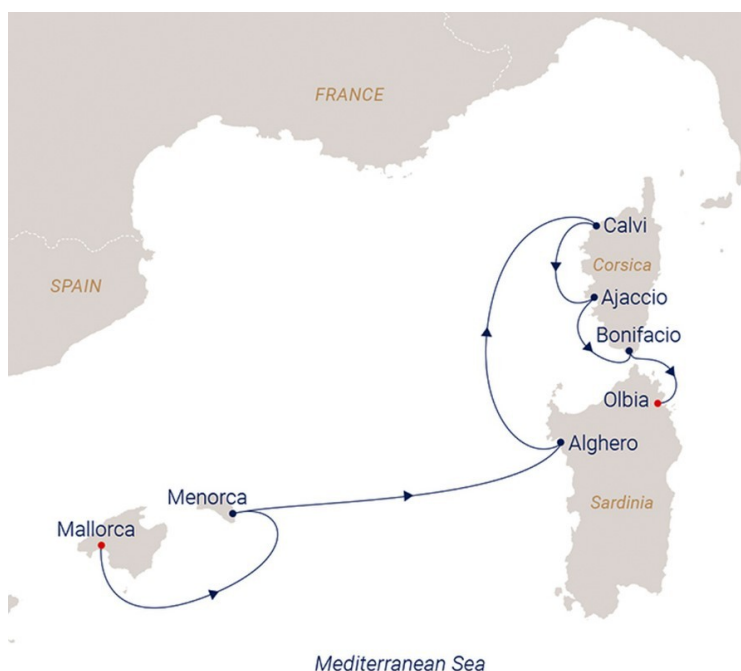 FRANCE
Calvi
Corsica
SPAIN
Ajaccio
Bonifacio
Olbia
Alghero
Menorca
Sardinia
Mallorca
Mediterranean Sea